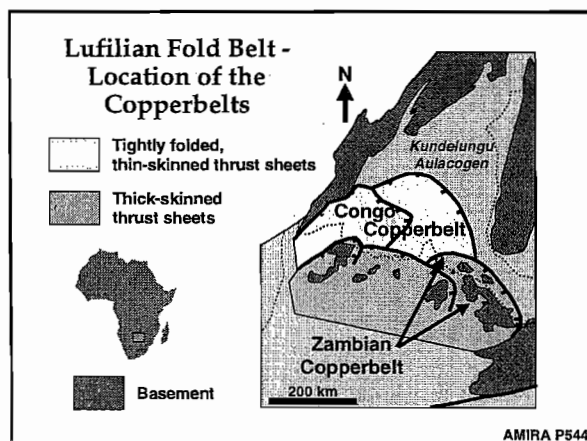 Lufilian Fold Belt -
Location of the
Copperbelts
Tightly folded,
thin-skinned thrust sheets
Thick-skinned
thrust sheets
Basement
N
Kundelungu
Aulacogen
Congo
Copperbelt
Zambian
Copperbelt
200 km
AMIRA P544